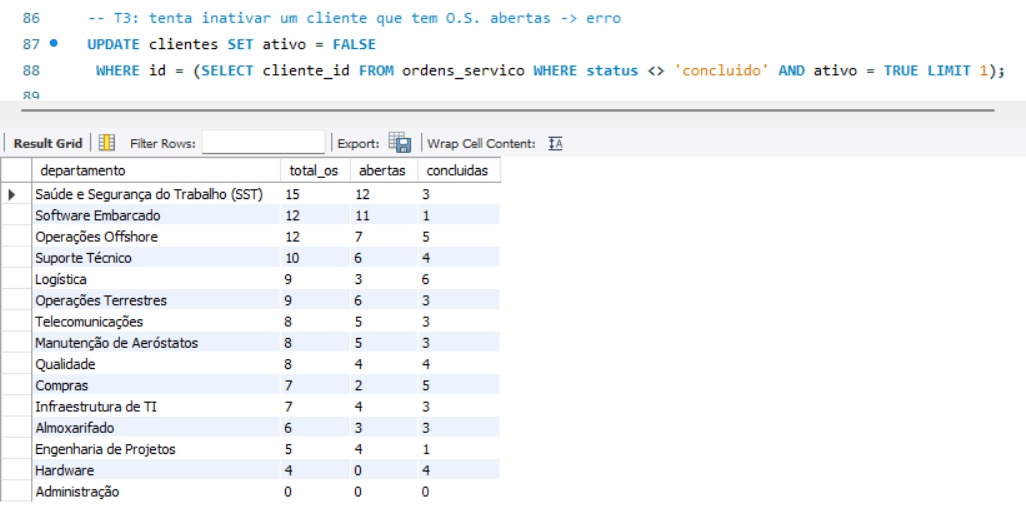 86 -- T3: tenta inativar um cliente que tem O.S. abertas -> erro
87 UPDATE clientes SET ativo = FALSE
88 WHERE id = (SELECT cliente_id FROM ordens_servico WHERE status <> 'concluido' AND ativo = TRUE LIMIT 1);
89
Result Grid Filter Rows: Export: Wrap Cell Content:
departamento total_os abertas concluidas
Saúde e Segurança do Trabalho (SST) 15 12 3
Software Embarcado 12 11 1
Operações Offshore 12 7 5
Suporte Técnico 10 6 4
Logística 9 3 6
Operações Terrestres 9 6 3
Telecomunicações 8 5 3
Manutenção de Aeróstatos 8 5 3
Qualidade 8 4 4
Compras 7 2 5
Infraestrutura de TI 7 4 3
Almoxarifado 6 3 3
Engenharia de Projetos 5 4 1
Hardware 4 0 4
Administração 0 0 0